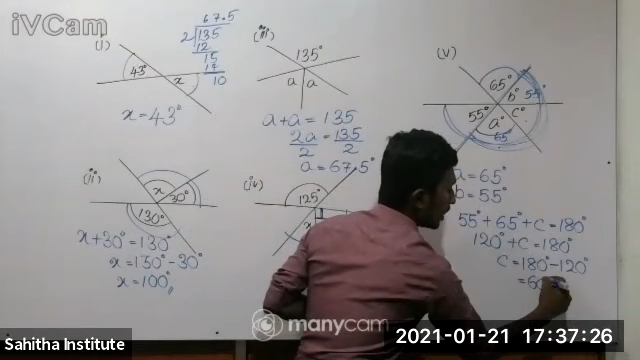 iVCam
(i)
43°
x
x = 43°
67.5
2 135
12
15
14
10
(iii)
135°
a a
a + a = 135
2a = 135
2 2
a = 67.5°
(v)
65°
b°
55°
55°
c°
a°
65°
a = 65°
b = 55°
55° + 65° + c = 180°
120° + c = 180°
c = 180° - 120°
(ii)
x
30°
130°
x + 30° = 130°
x = 130° - 30°
x = 100°
(iv)
125°
x
manycam
2021-01-21 17:37:26
Sahitha Institute